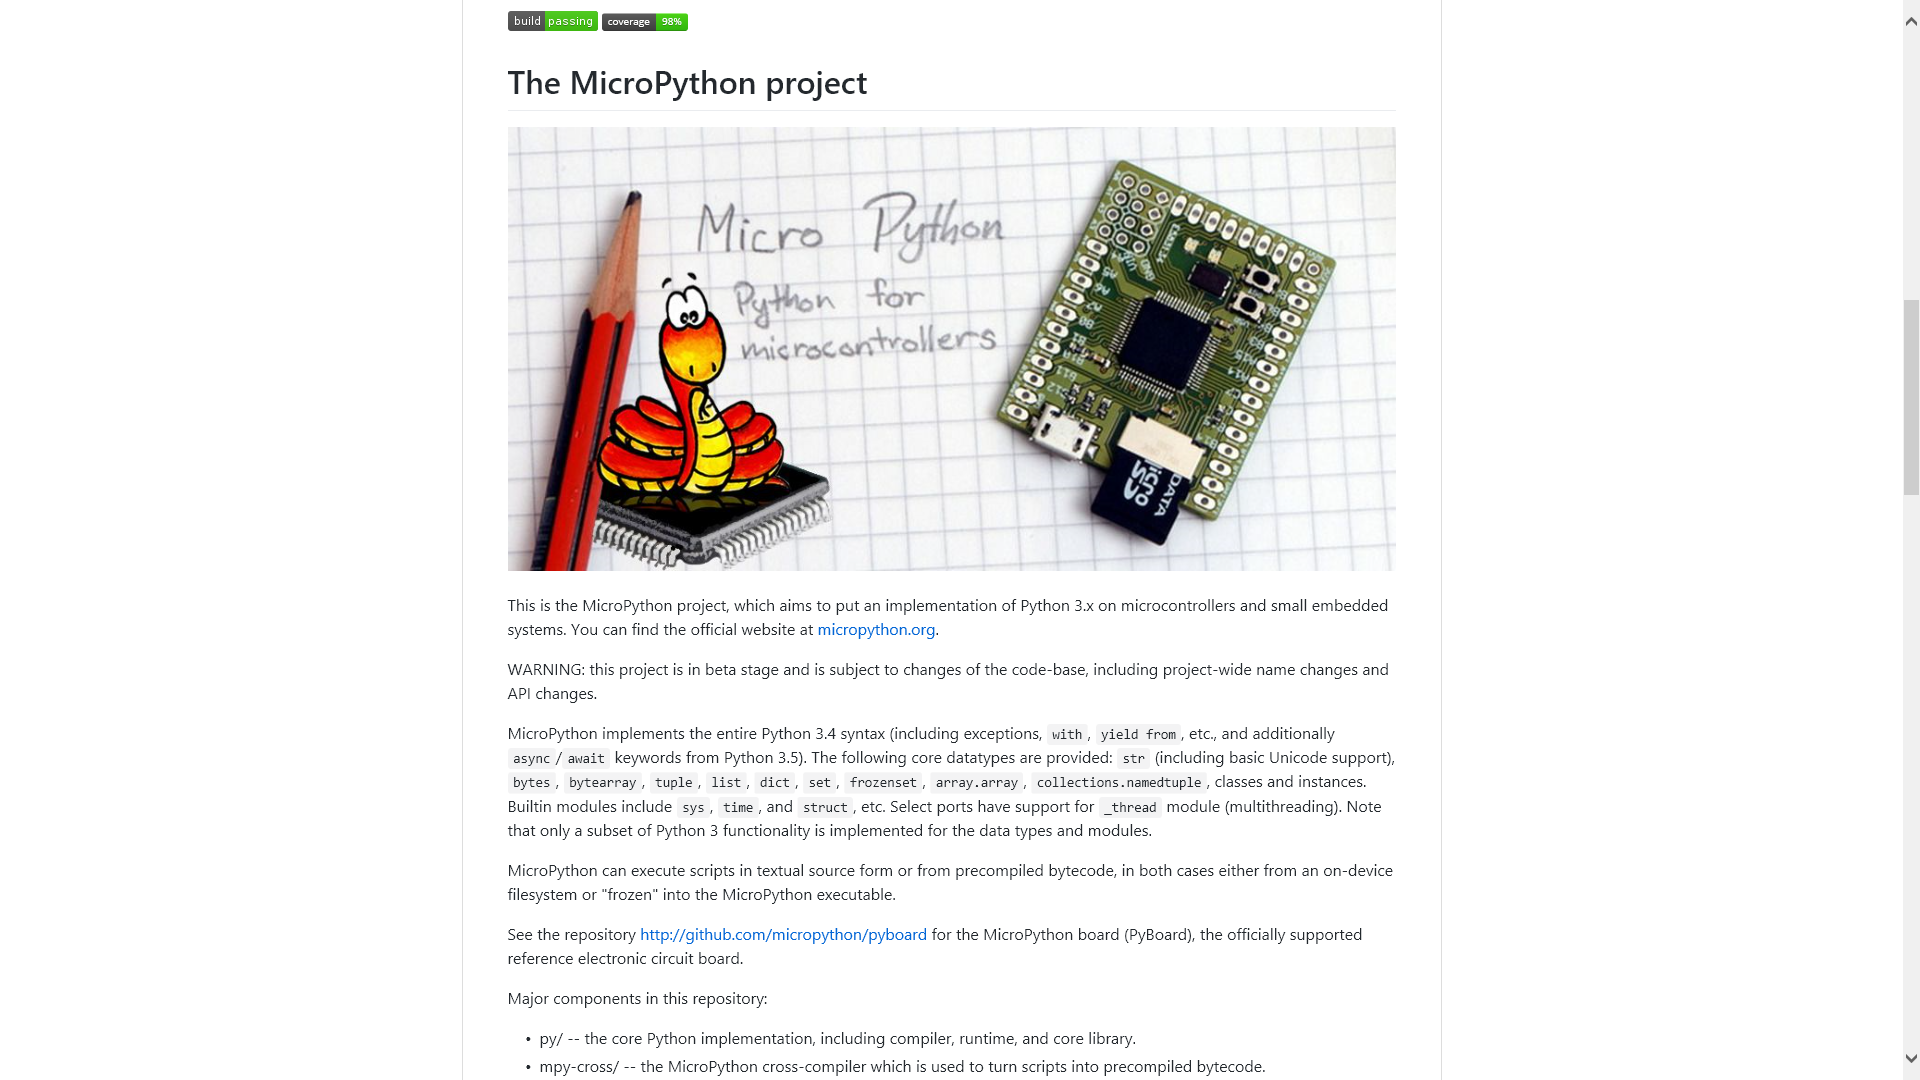 build passing coverage 98%
The MicroPython project
Micro Python
Python for
microcontrollers
Micro SD
DATA
This is the MicroPython project, which aims to put an implementation of Python 3.x on microcontrollers and small embedded
systems. You can find the official website at micropython.org.
WARNING: this project is in beta stage and is subject to changes of the code-base, including project-wide name changes and
API changes.
MicroPython implements the entire Python 3.4 syntax (including exceptions, with, yield from, etc., and additionally
async/await keywords from Python 3.5). The following core datatypes are provided: str (including basic Unicode support),
bytes, bytearray, tuple, list, dict, set, frozenset, array.array, collections.namedtuple, classes and instances.
Builtin modules include sys, time, and struct, etc. Select ports have support for _thread module (multithreading). Note
that only a subset of Python 3 functionality is implemented for the data types and modules.
MicroPython can execute scripts in textual source form or from precompiled bytecode, in both cases either from an on-device
filesystem or "frozen" into the MicroPython executable.
See the repository http://github.com/micropython/pyboard for the MicroPython board (PyBoard), the officially supported
reference electronic circuit board.
Major components in this repository:
• py/ -- the core Python implementation, including compiler, runtime, and core library.
• mpy-cross/ -- the MicroPython cross-compiler which is used to turn scripts into precompiled bytecode.